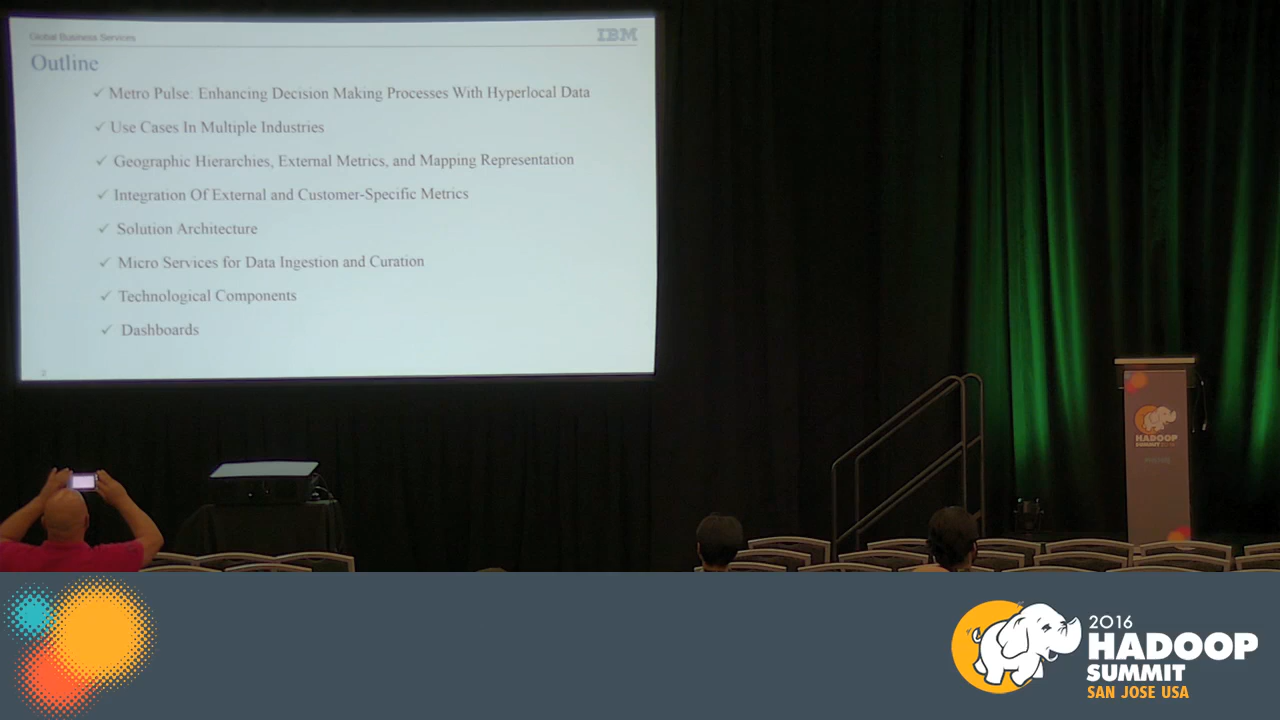 Global Business Services
IBM
Outline
✓ Metro Pulse: Enhancing Decision Making Processes With Hyperlocal Data
✓ Use Cases In Multiple Industries
✓ Geographic Hierarchies, External Metrics, and Mapping Representation
✓ Integration Of External and Customer-Specific Metrics
✓ Solution Architecture
✓ Micro Services for Data Ingestion and Curation
✓ Technological Components
✓ Dashboards
2
HADOOP
SUMMIT
2016
HADOOP
SUMMIT
SAN JOSE USA